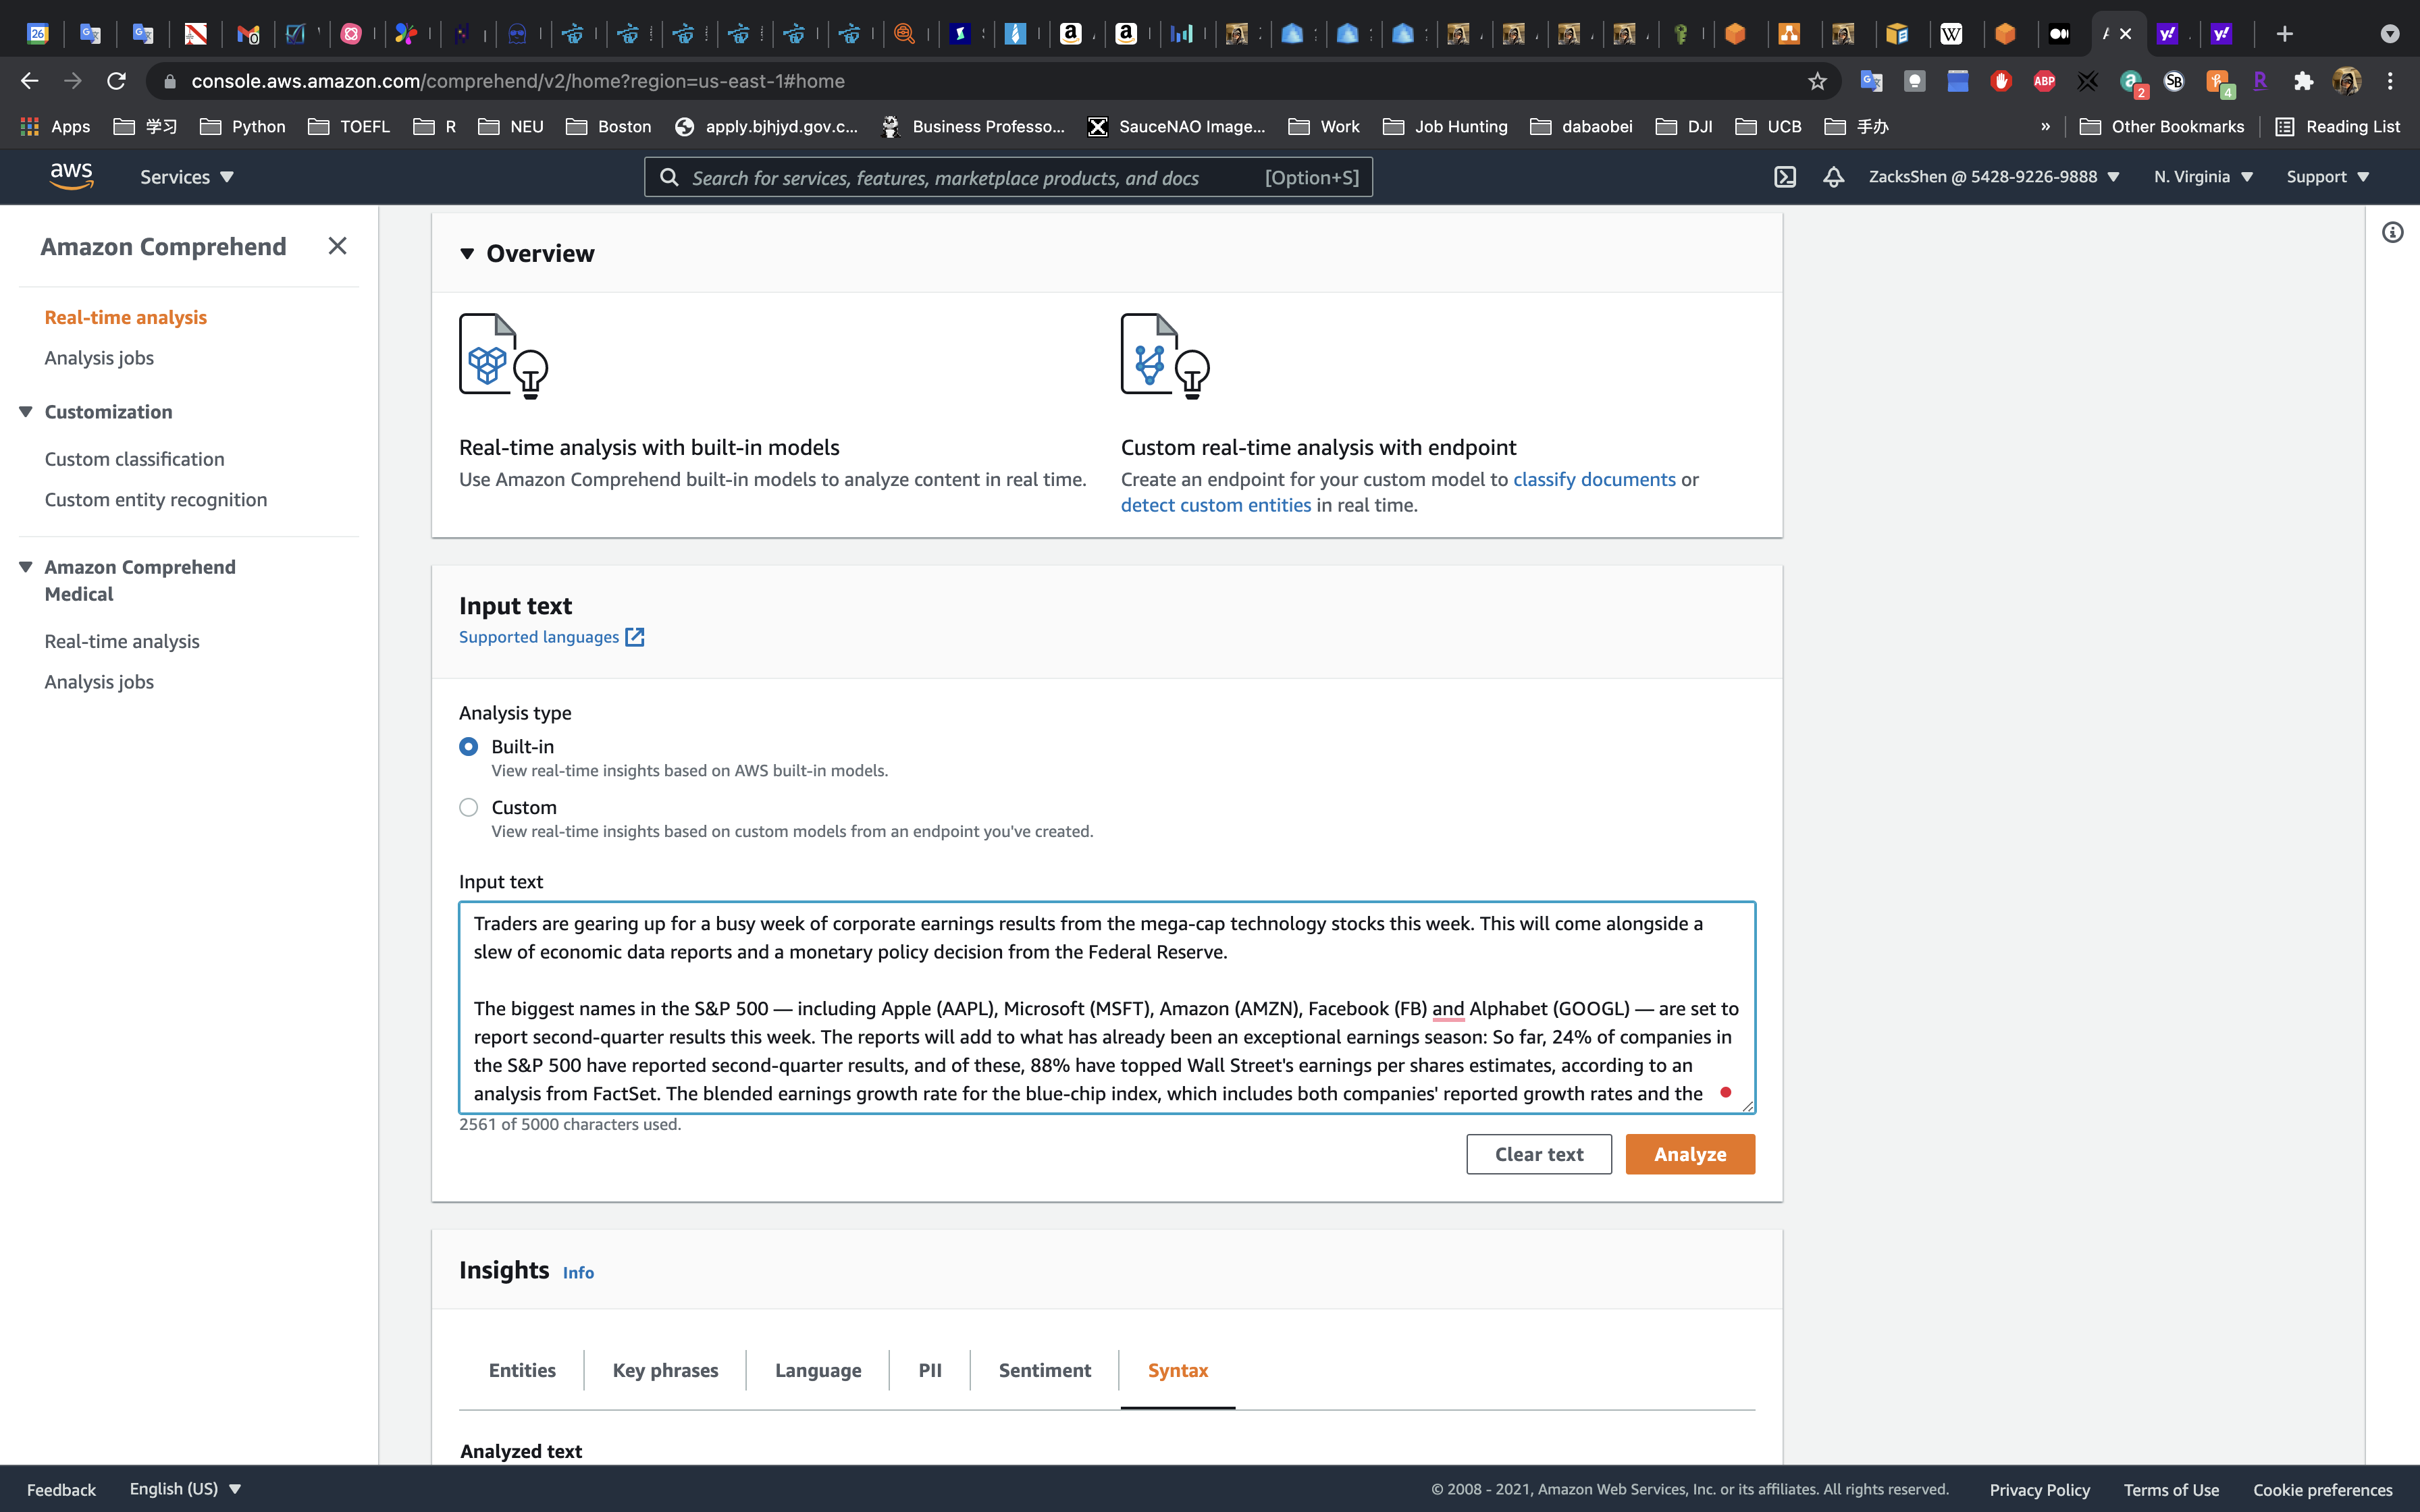 26
console.aws.amazon.com/comprehend/v2/home?region=us-east-1#home
ABP
2
SB
4
Apps
学习
Python
TOEFL
R
NEU
Boston
apply.bjhjyd.gov.c...
Business Professo...
SauceNAO Image...
Work
Job Hunting
dabaobei
DJI
UCB
手办
»
Other Bookmarks
Reading List
aws
Services
Search for services, features, marketplace products, and docs
[Option+S]
ZacksShen @ 5428-9226-9888
N. Virginia
Support
Amazon Comprehend
Real-time analysis
Analysis jobs
Customization
Custom classification
Custom entity recognition
Amazon Comprehend
Medical
Real-time analysis
Analysis jobs
Overview
Real-time analysis with built-in models
Use Amazon Comprehend built-in models to analyze content in real time.
Custom real-time analysis with endpoint
Create an endpoint for your custom model to classify documents or
detect custom entities in real time.
Input text
Supported languages
Analysis type
Built-in
View real-time insights based on AWS built-in models.
Custom
View real-time insights based on custom models from an endpoint you've created.
Input text
Traders are gearing up for a busy week of corporate earnings results from the mega-cap technology stocks this week. This will come alongside a
slew of economic data reports and a monetary policy decision from the Federal Reserve.
The biggest names in the S&P 500 — including Apple (AAPL), Microsoft (MSFT), Amazon (AMZN), Facebook (FB) and Alphabet (GOOGL) — are set to
report second-quarter results this week. The reports will add to what has already been an exceptional earnings season: So far, 24% of companies in
the S&P 500 have reported second-quarter results, and of these, 88% have topped Wall Street's earnings per shares estimates, according to an
analysis from FactSet. The blended earnings growth rate for the blue-chip index, which includes both companies' reported growth rates and the
2561 of 5000 characters used.
Clear text
Analyze
Insights
Info
Entities
Key phrases
Language
PII
Sentiment
Syntax
Analyzed text
Feedback
English (US)
© 2008 - 2021, Amazon Web Services, Inc. or its affiliates. All rights reserved.
Privacy Policy
Terms of Use
Cookie preferences